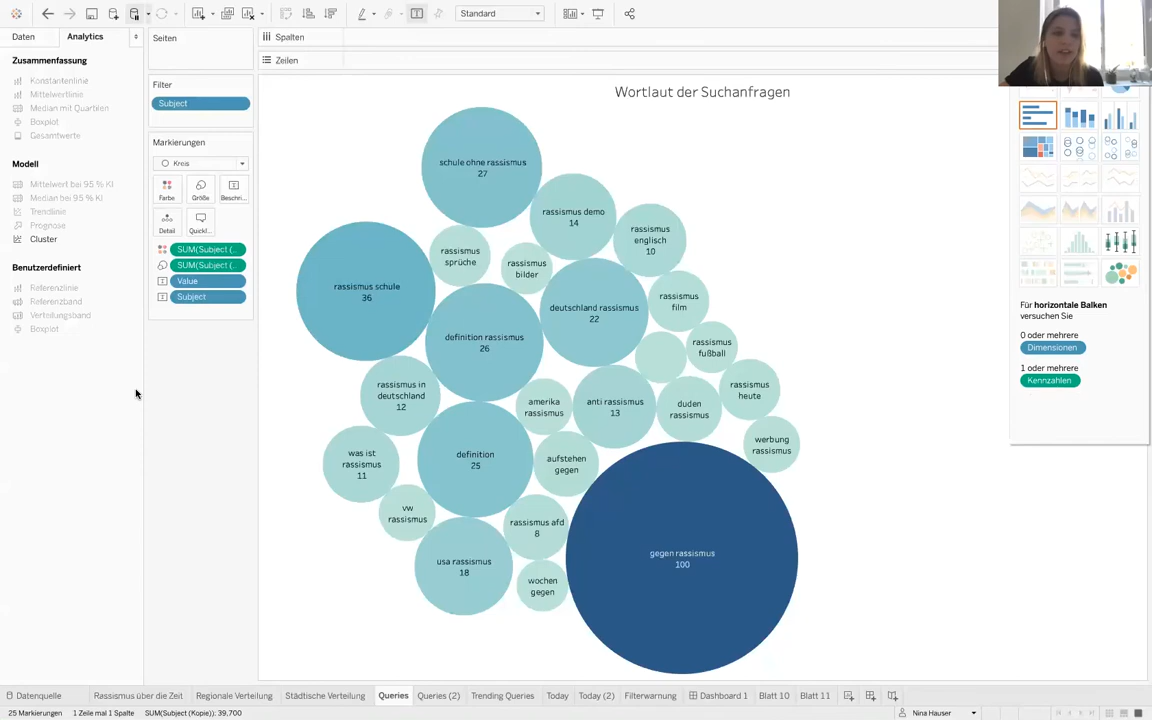 Standard
Daten
Analytics
Zusammenfassung
Konstantenlinie
Mittelwertlinie
Median mit Quartilen
Boxplot
Gesamtwerte
Modell
Mittelwert bei 95 % KI
Median bei 95 % KI
Trendlinie
Prognose
Cluster
Benutzerdefiniert
Referenzlinie
Referenzband
Verteilungsband
Boxplot
Seiten
Filter
Subject
Markierungen
Kreis
Farbe
Größe
Beschri..
Detail
Quickl...
SUM(Subject (..
SUM(Subject (..
Value
Subject
Spalten
Zeilen
Wortlaut der Suchanfragen
schule ohne rassismus
27
rassismus demo
14
rassismus
englisch
10
rassismus
sprüche
rassismus
bilder
rassismus schule
36
deutschland rassismus
22
rassismus
film
definition rassismus
26
rassismus
fußball
rassismus in
deutschland
12
amerika
rassismus
anti rassismus
13
duden
rassismus
rassismus
heute
werbung
rassismus
was ist
rassismus
11
definition
25
aufstehen
gegen
vw
rassismus
rassismus afd
8
usa rassismus
18
wochen
gegen
gegen rassismus
100
Für horizontale Balken
versuchen Sie
0 oder mehrere
Dimensionen
1 oder mehrere
Kennzahlen
Datenquelle
Rassismus über die Zeit
Regionale Verteilung
Städtische Verteilung
Queries
Queries (2)
Trending Queries
Today
Today (2)
Filterwarnung
Dashboard 1
Blatt 10
Blatt 11
25 Markierungen
1 Zeile mal 1 Spalte
SUM(Subject (Kopie)): 39,700
Nina Hauser